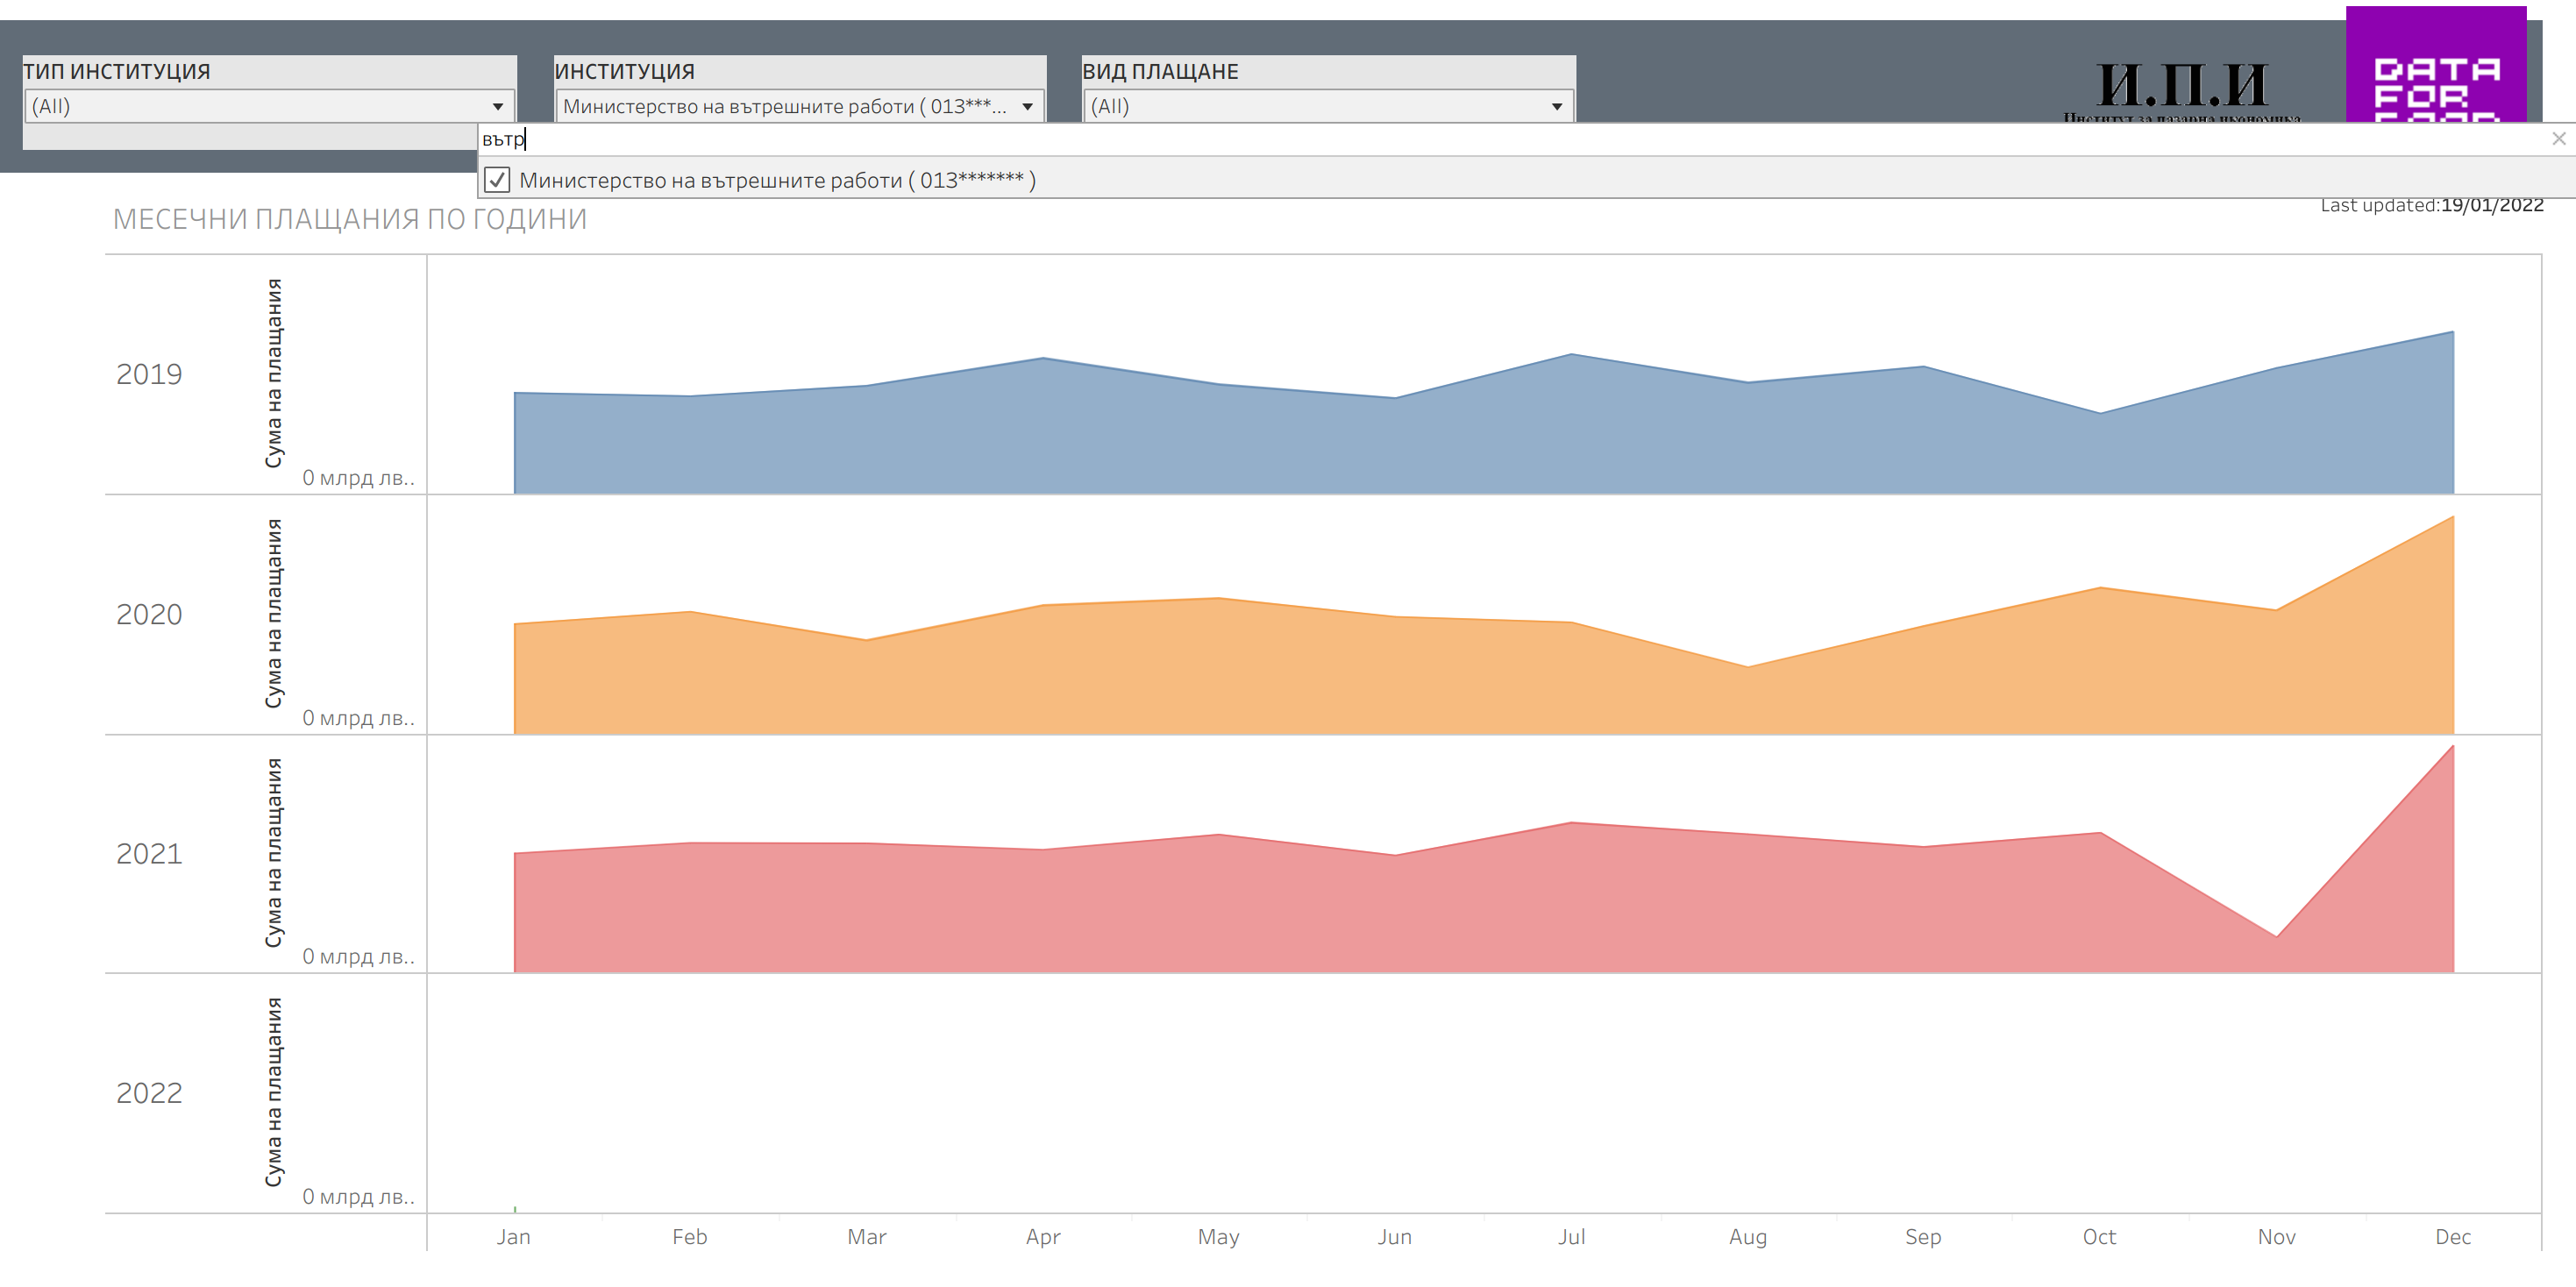 ТИП ИНСТИТУЦИЯ
(All)
ИНСТИТУЦИЯ
Министерство на вътрешните работи ( 013***...
ВИД ПЛАЩАНЕ
(All)
И.П.И
Институт за пазарна икономика
DATA
FOR
GOOD
вътр
Министерство на вътрешните работи ( 013******* )
МЕСЕЧНИ ПЛАЩАНИЯ ПО ГОДИНИ
Last updated:19/01/2022
2019
Сума на плащания
0 млрд лв..
2020
Сума на плащания
0 млрд лв..
2021
Сума на плащания
0 млрд лв..
2022
Сума на плащания
0 млрд лв..
Jan Feb Mar Apr May Jun Jul Aug Sep Oct Nov Dec